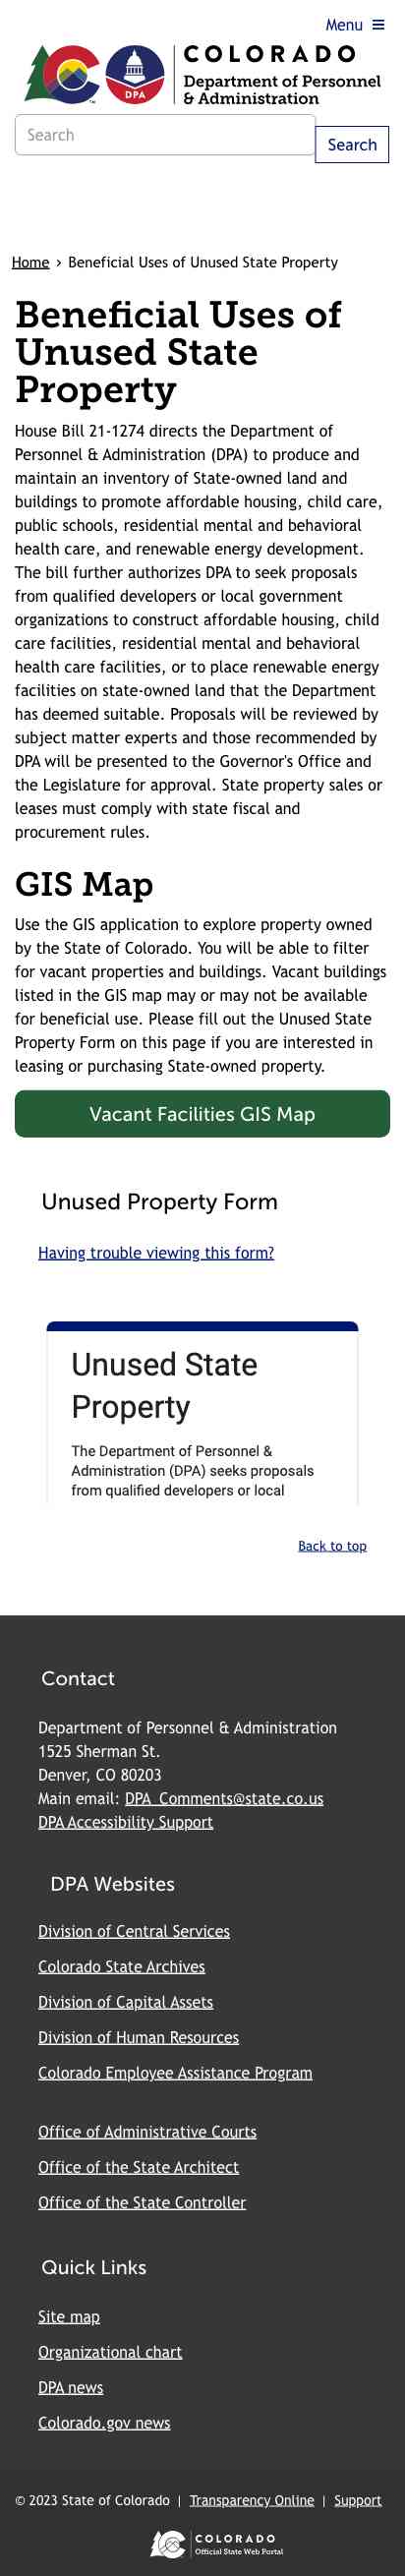 Menu
COLORADO
Department of Personnel
& Administration
DPA
Search
Search
Home › Beneficial Uses of Unused State Property
Beneficial Uses of
Unused State
Property
House Bill 21-1274 directs the Department of
Personnel & Administration (DPA) to produce and
maintain an inventory of State-owned land and
buildings to promote affordable housing, child care,
public schools, residential mental and behavioral
health care, and renewable energy development.
The bill further authorizes DPA to seek proposals
from qualified developers or local government
organizations to construct affordable housing, child
care facilities, residential mental and behavioral
health care facilities, or to place renewable energy
facilities on state-owned land that the Department
has deemed suitable. Proposals will be reviewed by
subject matter experts and those recommended by
DPA will be presented to the Governor's Office and
the Legislature for approval. State property sales or
leases must comply with state fiscal and
procurement rules.
GIS Map
Use the GIS application to explore property owned
by the State of Colorado. You will be able to filter
for vacant properties and buildings. Vacant buildings
listed in the GIS map may or may not be available
for beneficial use. Please fill out the Unused State
Property Form on this page if you are interested in
leasing or purchasing State-owned property.
Vacant Facilities GIS Map
Unused Property Form
Having trouble viewing this form?
Unused State
Property
The Department of Personnel &
Administration (DPA) seeks proposals
from qualified developers or local
Back to top
Contact
Department of Personnel & Administration
1525 Sherman St.
Denver, CO 80203
Main email: DPA_Comments@state.co.us
DPA Accessibility Support
DPA Websites
Division of Central Services
Colorado State Archives
Division of Capital Assets
Division of Human Resources
Colorado Employee Assistance Program
Office of Administrative Courts
Office of the State Architect
Office of the State Controller
Quick Links
Site map
Organizational chart
DPA news
Colorado.gov news
© 2023 State of Colorado | Transparency Online | Support
COLORADO
Official State Web Portal